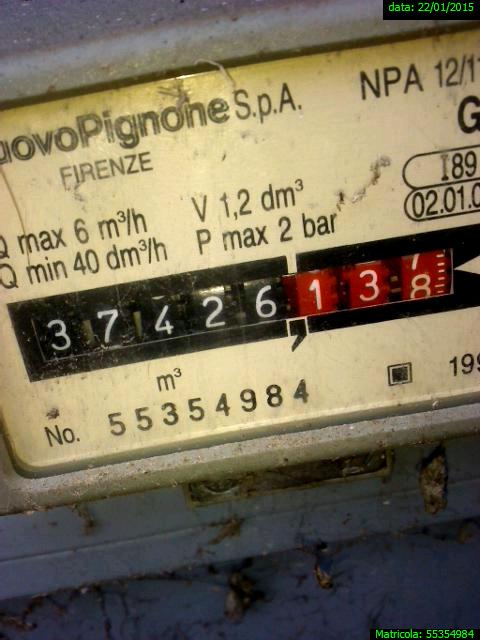 data: 22/01/2015
uovoPignone S.p.A.
NPA 12/11
FIRENZE
G
I89
02.01.0
Q max 6 m³/h
V 1,2 dm³
Q min 40 dm³/h
P max 2 bar
3 7 4 2 6 , 1 3 8
m³
No. 55354984
199
Matricola: 55354984